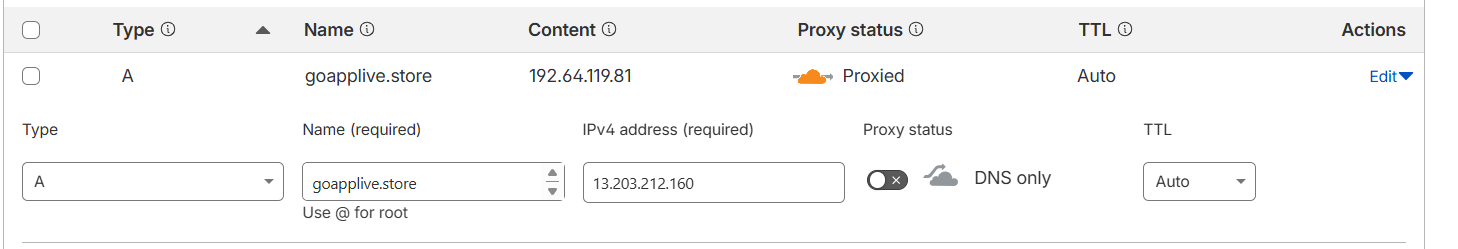 Type Name Content Proxy status TTL Actions
A goapplive.store 192.64.119.81 Proxied Auto Edit
Type Name (required) IPv4 address (required) Proxy status TTL
A goapplive.store 13.203.212.160 DNS only Auto
Use @ for root